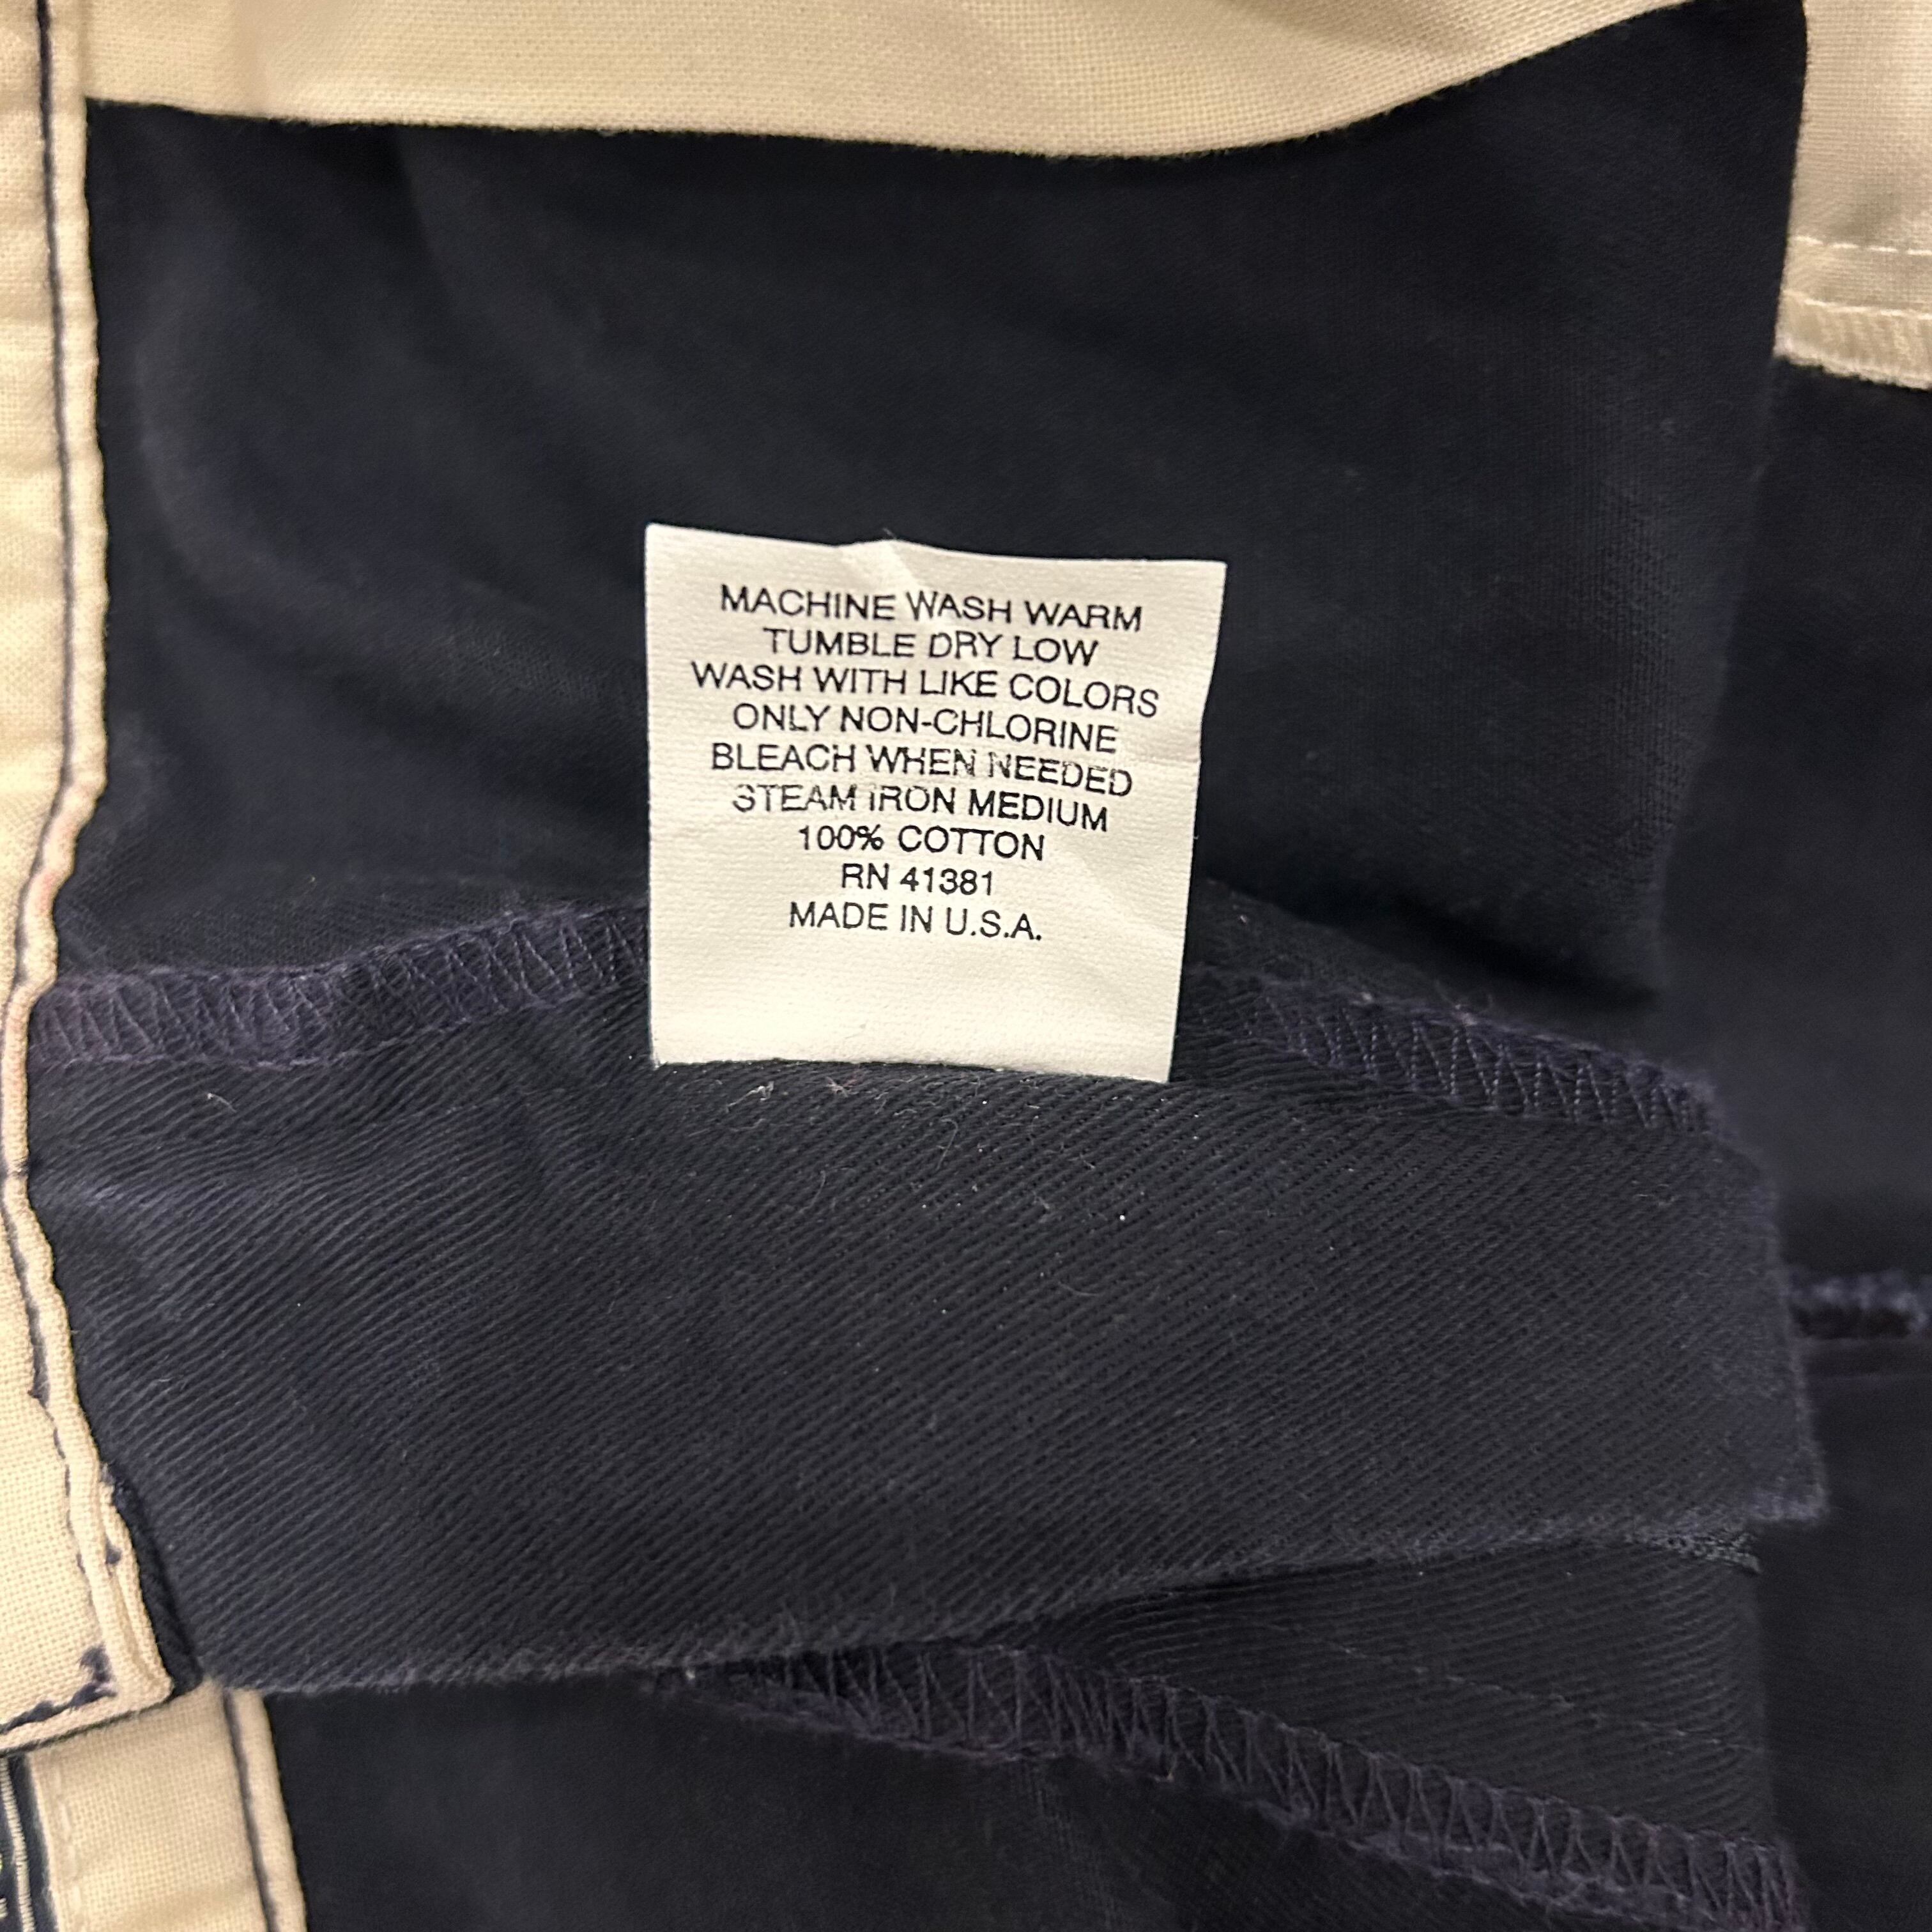 MACHINE WASH WARM
TUMBLE DRY LOW
WASH WITH LIKE COLORS
ONLY NON-CHLORINE
BLEACH WHEN NEEDED
STEAM IRON MEDIUM
100% COTTON
RN 41381
MADE IN U.S.A.